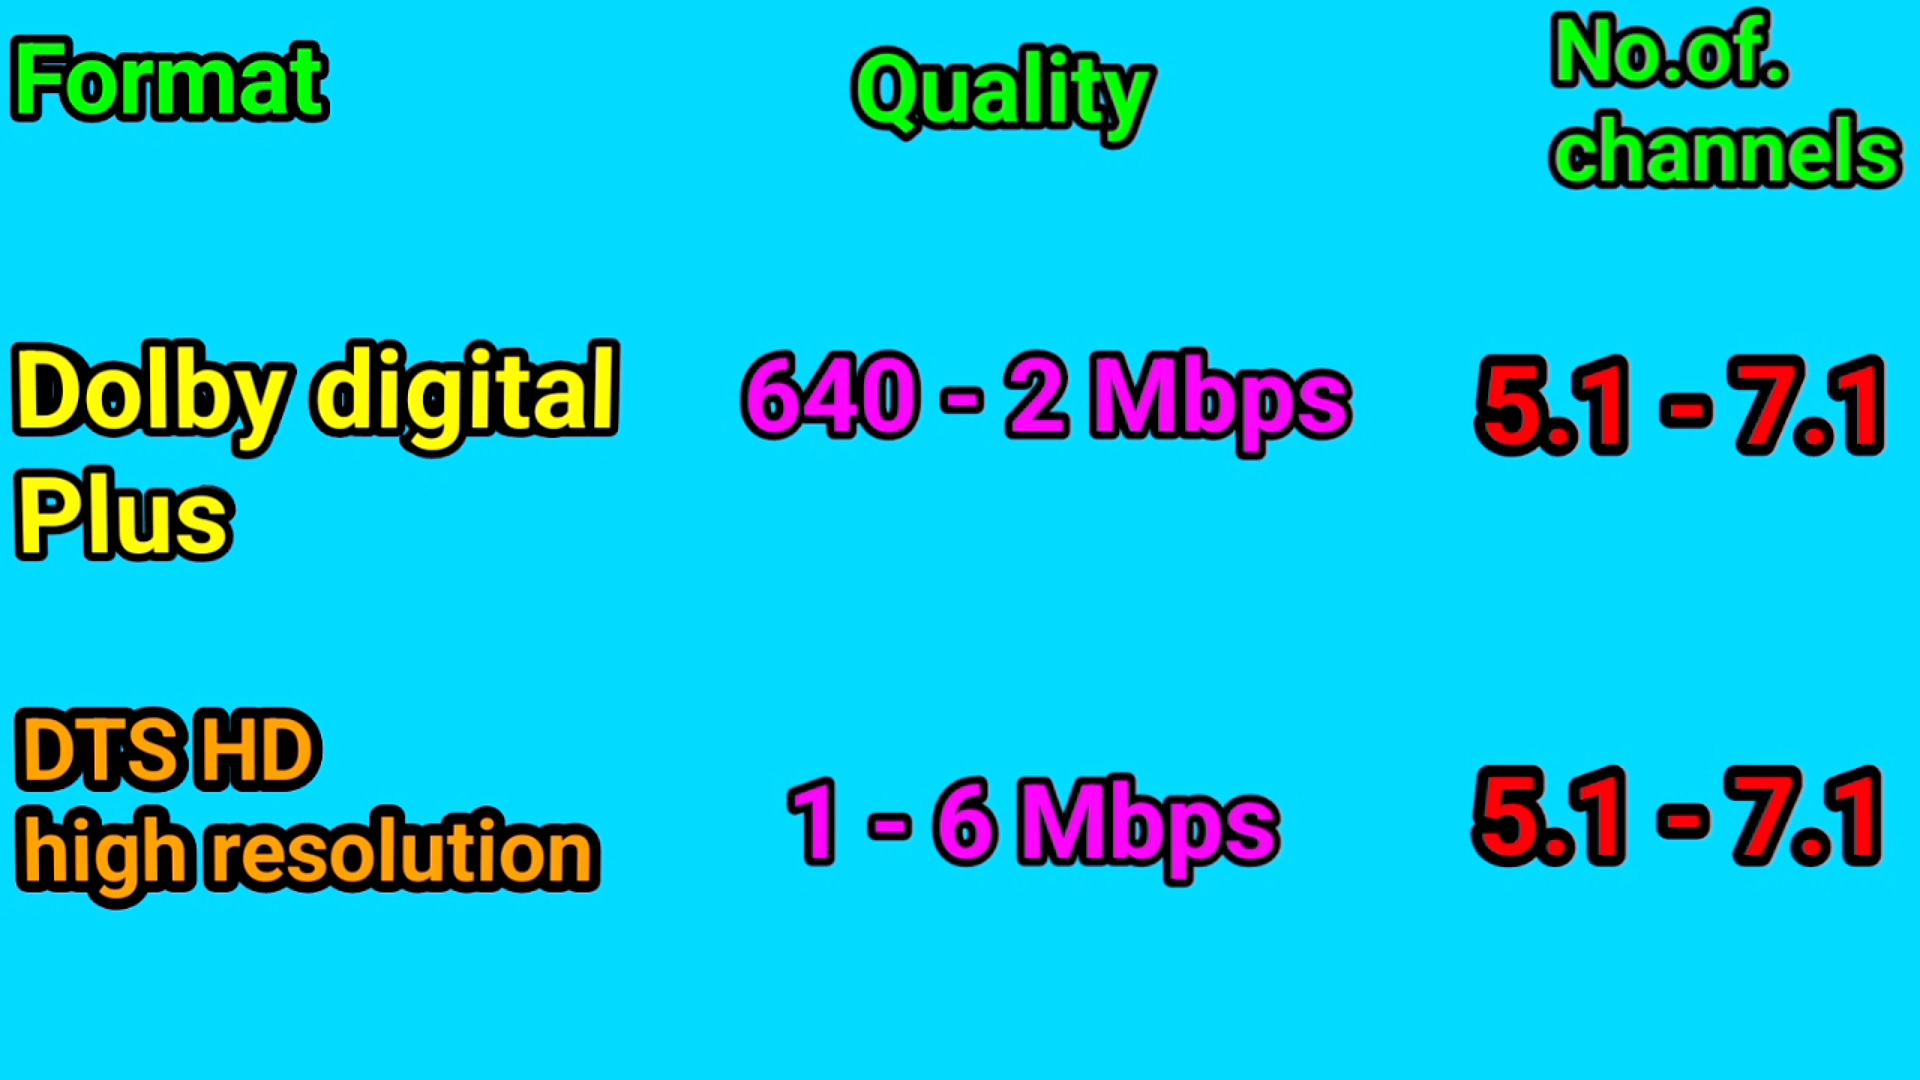 Format
Quality
No.of.
channels
Dolby digital
Plus
640 - 2 Mbps
5.1 - 7.1
DTS HD
high resolution
1 - 6 Mbps
5.1 - 7.1